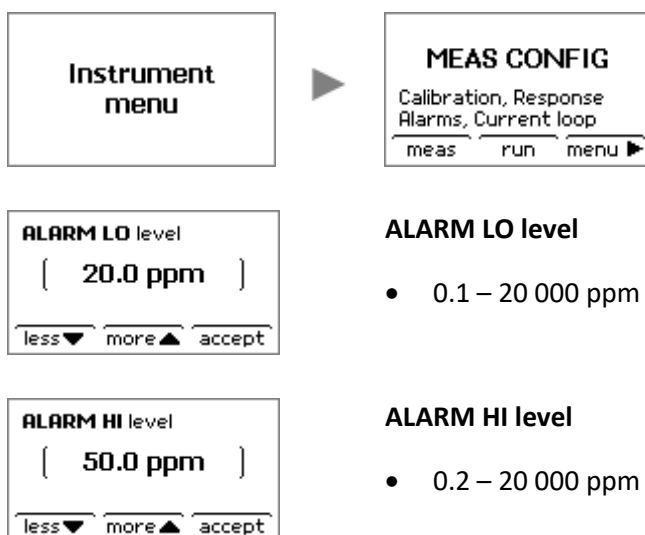 Instrument
menu
MEAS CONFIG
Calibration, Response
Alarms, Current loop
meas run menu ▶
ALARM LO level
[ 20.0 ppm ]
less▼ more▲ accept
ALARM LO level
• 0.1 – 20 000 ppm
ALARM HI level
[ 50.0 ppm ]
less▼ more▲ accept
ALARM HI level
• 0.2 – 20 000 ppm